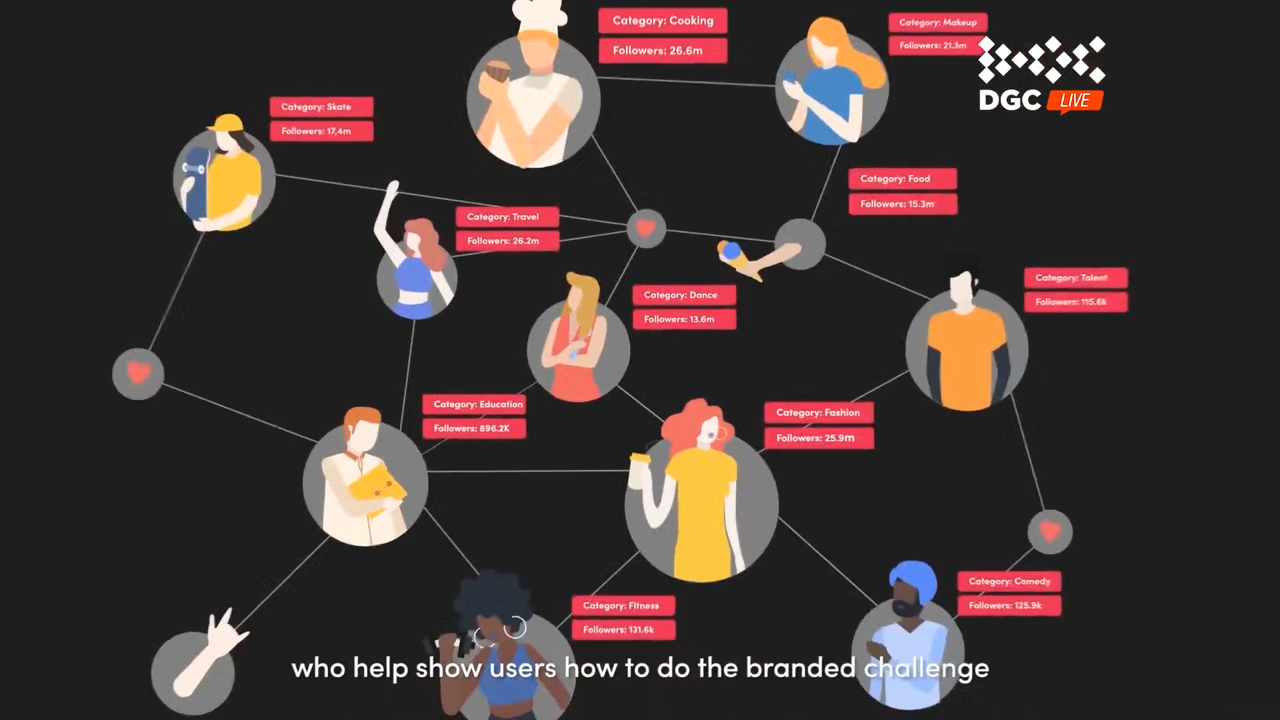 Category: Cooking
Followers: 26.6m
Category: Makeup
Followers: 21.3m
DGC LIVE
Category: Skate
Followers: 17,4m
Category: Food
Followers: 15.3m
Category: Travel
Followers: 26.2m
Category: Talent
Followers: 115.6k
Category: Dance
Followers: 13.6m
Category: Education
Followers: 896.2K
Category: Fashion
Followers: 25.9m
Category: Comedy
Followers: 125.9k
Category: Fitness
Followers: 131.6k
who help show users how to do the branded challenge